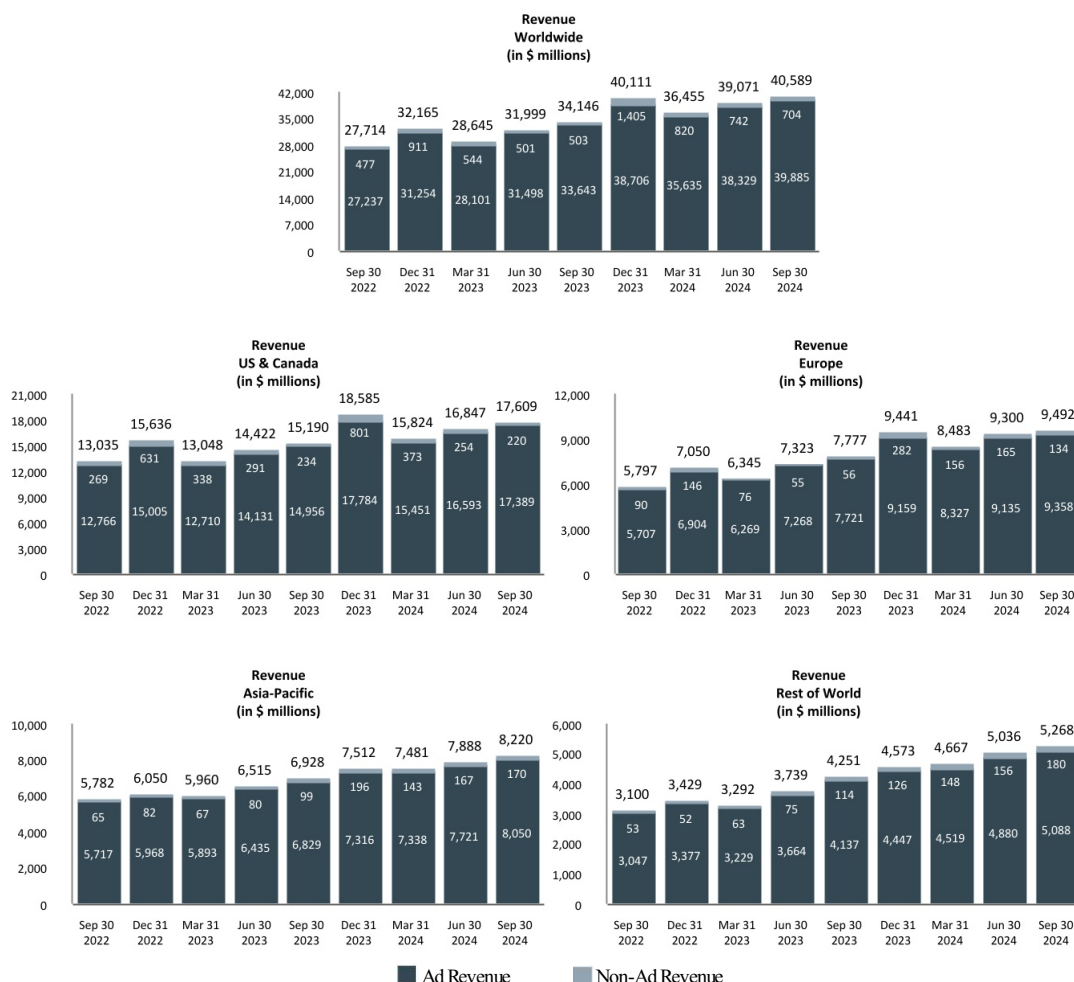 Revenue
Worldwide
(in $ millions)
42,000
35,000
28,000
21,000
14,000
7,000
0
27,714 32,165 28,645 31,999 34,146 40,111 36,455 39,071 40,589
477 911 544 501 503 1,405 820 742 704
27,237 31,254 28,101 31,498 33,643 38,706 35,635 38,329 39,885
Sep 30 Dec 31 Mar 31 Jun 30 Sep 30 Dec 31 Mar 31 Jun 30 Sep 30
2022 2022 2023 2023 2023 2023 2024 2024 2024
Revenue
US & Canada
(in $ millions)
21,000
18,000
15,000
12,000
9,000
6,000
3,000
0
13,035 15,636 13,048 14,422 15,190 18,585 15,824 16,847 17,609
269 631 338 291 234 801 373 254 220
12,766 15,005 12,710 14,131 14,956 17,784 15,451 16,593 17,389
Sep 30 Dec 31 Mar 31 Jun 30 Sep 30 Dec 31 Mar 31 Jun 30 Sep 30
2022 2022 2023 2023 2023 2023 2024 2024 2024
Revenue
Europe
(in $ millions)
12,000
9,000
6,000
3,000
0
5,797 7,050 6,345 7,323 7,777 9,441 8,483 9,300 9,492
90 146 76 55 56 282 156 165 134
5,707 6,904 6,269 7,268 7,721 9,159 8,327 9,135 9,358
Sep 30 Dec 31 Mar 31 Jun 30 Sep 30 Dec 31 Mar 31 Jun 30 Sep 30
2022 2022 2023 2023 2023 2023 2024 2024 2024
Revenue
Asia-Pacific
(in $ millions)
10,000
8,000
6,000
4,000
2,000
0
5,782 6,050 5,960 6,515 6,928 7,512 7,481 7,888 8,220
65 82 67 80 99 196 143 167 170
5,717 5,968 5,893 6,435 6,829 7,316 7,338 7,721 8,050
Sep 30 Dec 31 Mar 31 Jun 30 Sep 30 Dec 31 Mar 31 Jun 30 Sep 30
2022 2022 2023 2023 2023 2023 2024 2024 2024
Revenue
Rest of World
(in $ millions)
6,000
5,000
4,000
3,000
2,000
1,000
0
3,100 3,429 3,292 3,739 4,251 4,573 4,667 5,036 5,268
53 52 63 75 114 126 148 156 180
3,047 3,377 3,229 3,664 4,137 4,447 4,519 4,880 5,088
Sep 30 Dec 31 Mar 31 Jun 30 Sep 30 Dec 31 Mar 31 Jun 30 Sep 30
2022 2022 2023 2023 2023 2023 2024 2024 2024
Ad Revenue Non-Ad Revenue